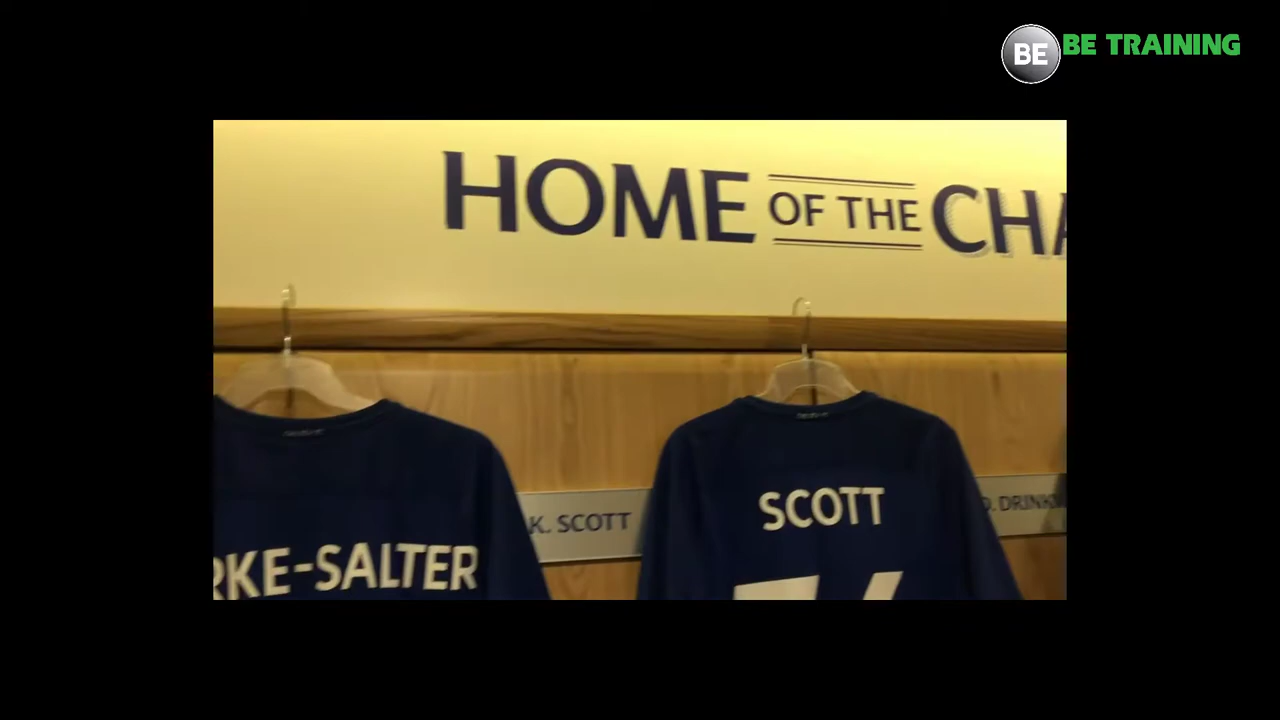 BE BE TRAINING
HOME OF THE CHA
K. SCOTT
SCOTT
D. DRINK
RKE-SALTER